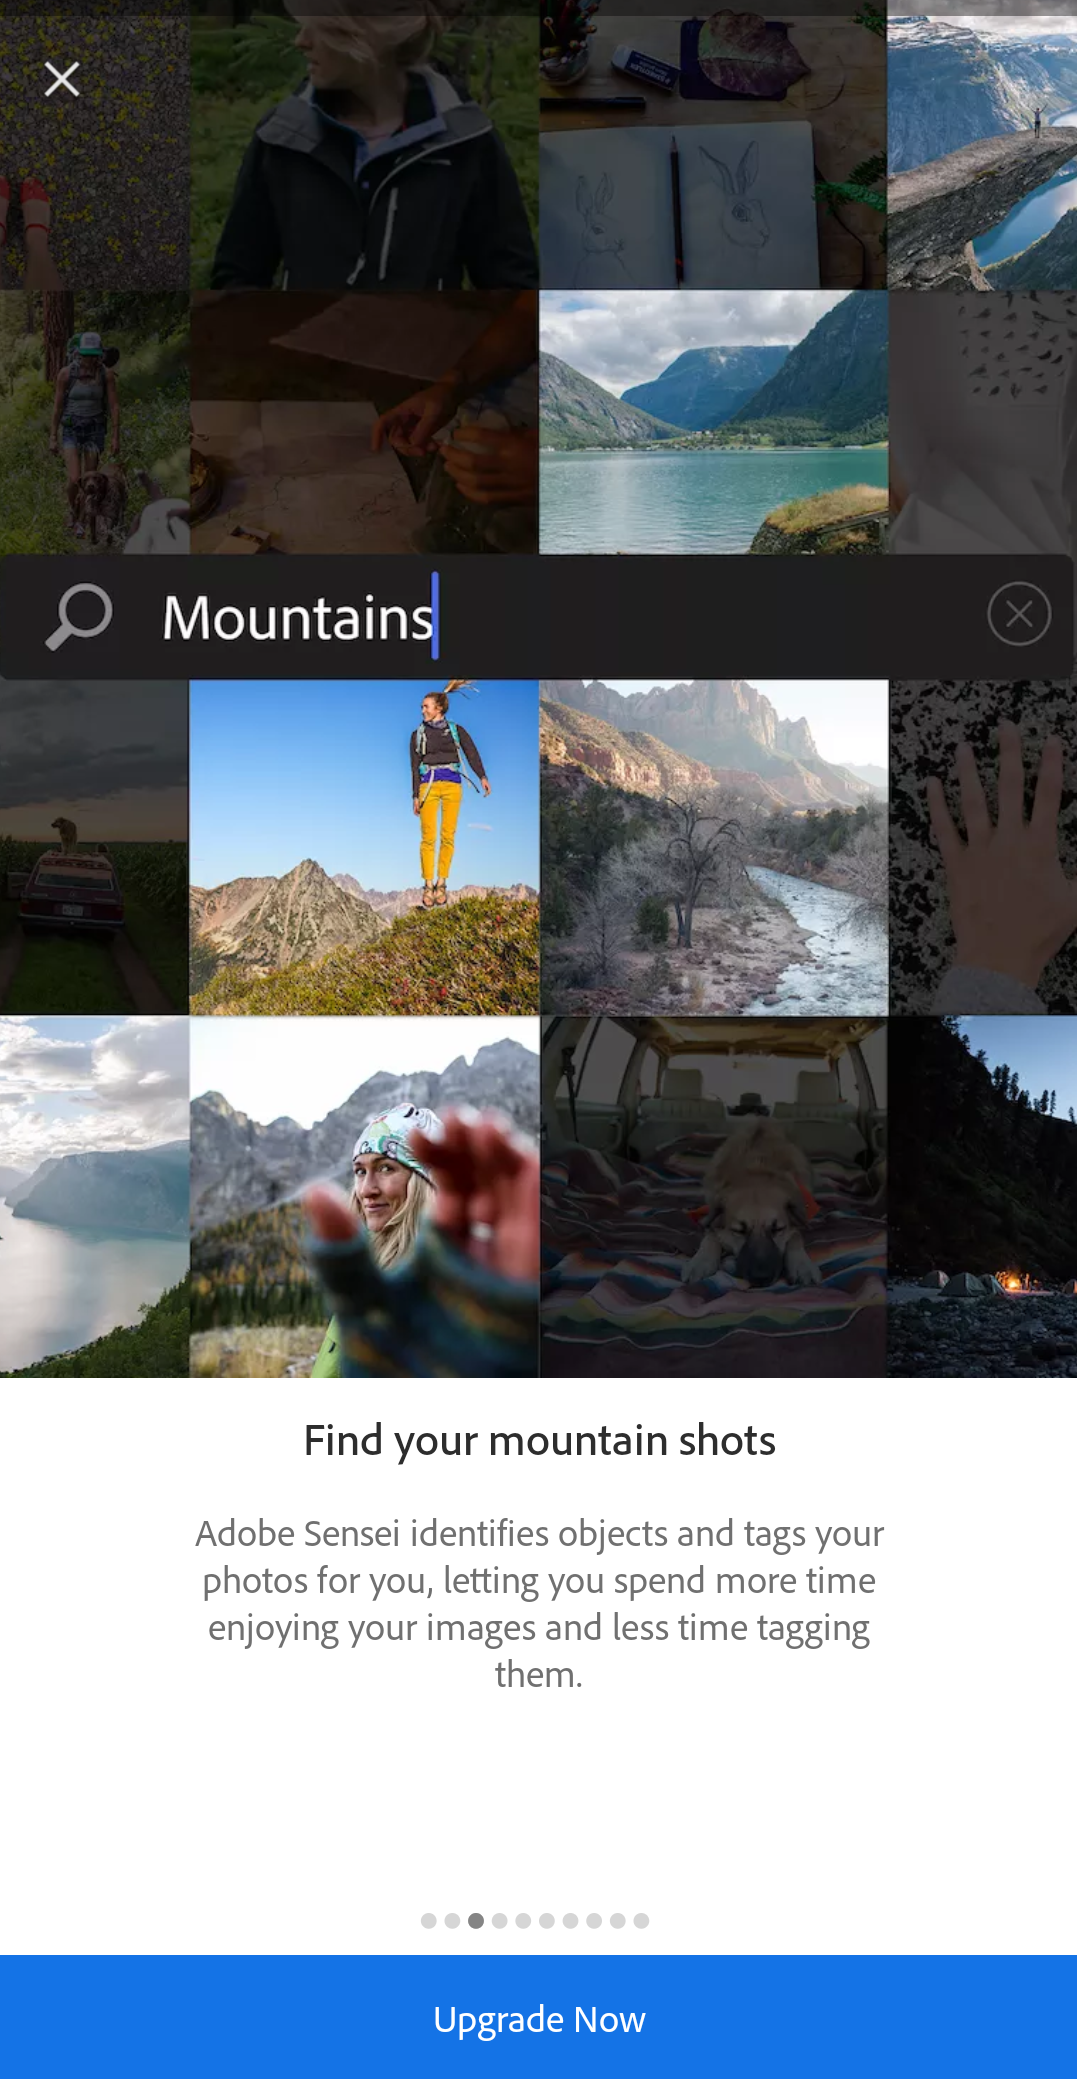 Mountains
Find your mountain shots
Adobe Sensei identifies objects and tags your
photos for you, letting you spend more time
enjoying your images and less time tagging
them.
Upgrade Now